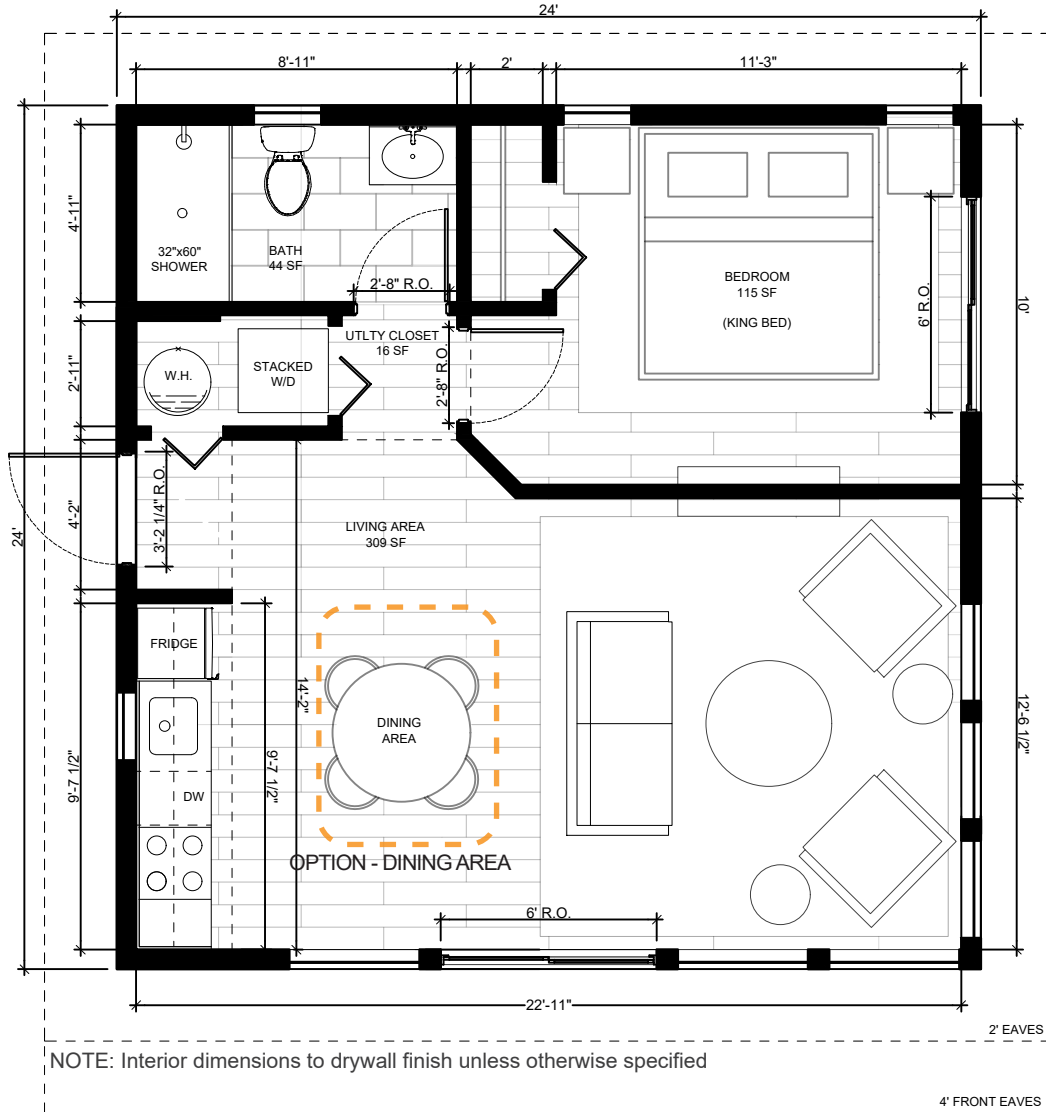 24'
8'-11"
2'
11'-3"
4'-11"
32"x60"
SHOWER
BATH
44 SF
2'-8" R.O.
BEDROOM
115 SF
(KING BED)
6' R.O.
10'
2'-11"
W.H.
STACKED
W/D
UTLTY CLOSET
16 SF
2'-8" R.O.
24'
4'-2"
3'-2 1/4" R.O.
LIVING AREA
309 SF
FRIDGE
14'-2"
DINING
AREA
9'-7 1/2"
9'-7 1/2"
DW
12'-6 1/2"
OPTION - DINING AREA
6' R.O.
22'-11"
2' EAVES
NOTE: Interior dimensions to drywall finish unless otherwise specified
4' FRONT EAVES